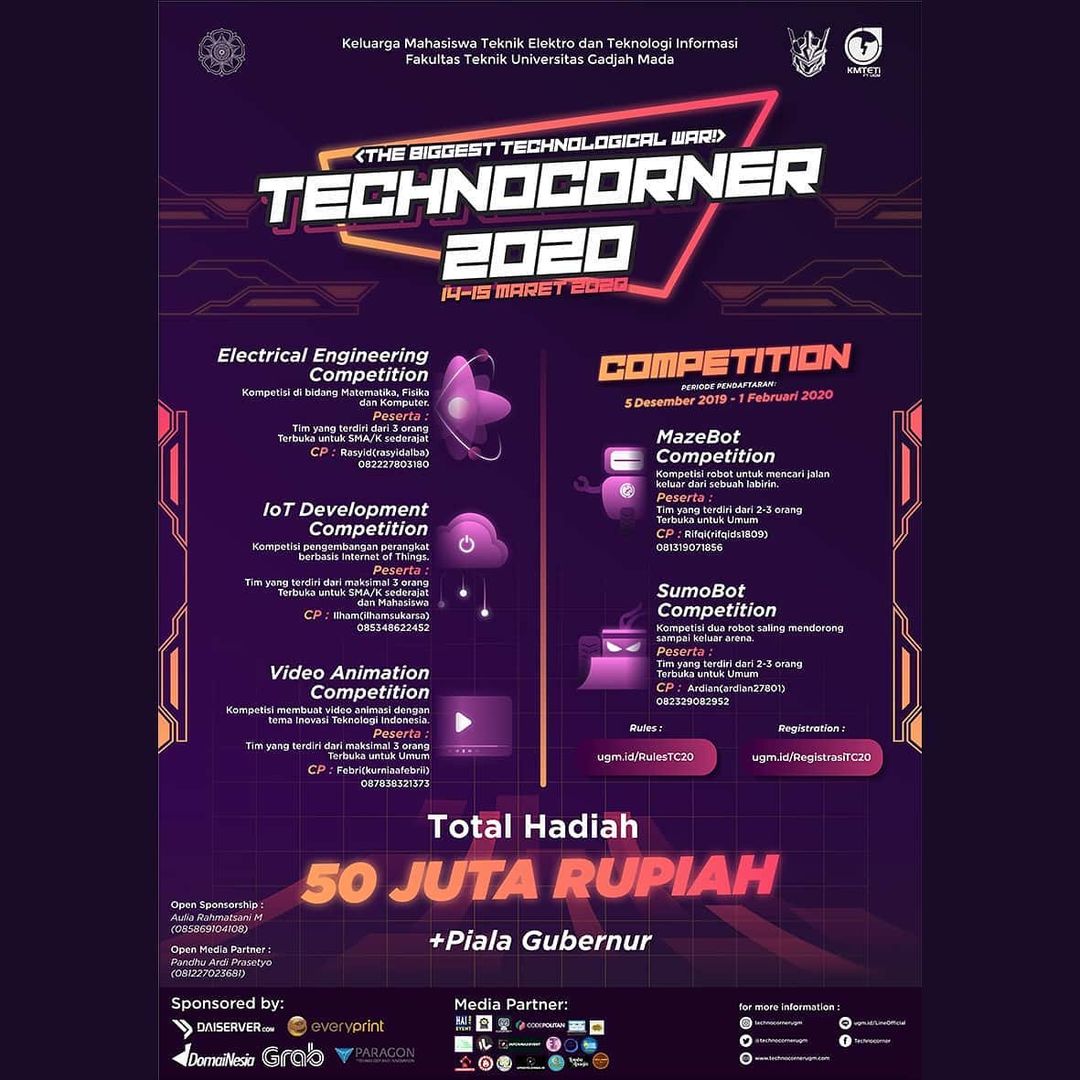 Keluarga Mahasiswa Teknik Elektro dan Teknologi Informasi
Fakultas Teknik Universitas Gadjah Mada
KMTETI
<THE BIGGEST TECHNOLOGICAL WAR!>
TECHNOCORNER
2020
14-15 MARET 2020
Electrical Engineering
Competition
Kompetisi di bidang Matematika, Fisika
dan Komputer.
Peserta :
Tim yang terdiri dari 3 orang
Terbuka untuk SMA/K sederajat
CP : Rasyid(rasyidalba)
082227803180
IoT Development
Competition
Kompetisi pengembangan perangkat
berbasis Internet of Things.
Peserta :
Tim yang terdiri dari maksimal 3 orang
Terbuka untuk SMA/K sederajat
dan Mahasiswa
CP : Ilham(ilhamsukarsa)
085348622452
Video Animation
Competition
Kompetisi membuat video animasi dengan
tema Inovasi Teknologi Indonesia.
Peserta :
Tim yang terdiri dari maksimal 3 orang
Terbuka untuk Umum
CP : Febri(kurniaafebrii)
087838321373
COMPETITION
PERIODE PENDAFTARAN:
5 Desember 2019 - 1 Februari 2020
MazeBot
Competition
Kompetisi robot untuk mencari jalan
keluar dari sebuah labirin.
Peserta :
Tim yang terdiri dari 2-3 orang
Terbuka untuk Umum
CP : Rifqi(rifqids1809)
081319071856
SumoBot
Competition
Kompetisi dua robot saling mendorong
sampai keluar arena.
Peserta :
Tim yang terdiri dari 2-3 orang
Terbuka untuk Umum
CP : Ardian(ardian27801)
082329082952
Rules :
ugm.id/RulesTC20
Registration :
ugm.id/RegistrasiTC20
Total Hadiah
50 JUTA RUPIAH
+Piala Gubernur
Open Sponsorship :
Aulia Rahmatsani M
(085869104108)
Open Media Partner :
Pandhu Ardi Prasetyo
(081227023681)
Sponsored by:
DAISERVER.COM
everyprint
DomaiNesia
Grab
PARAGON
TECHNOLOGY AND INNOVATION
Media Partner:
HAI
EVENT
CODEPOLITAN
for more information :
technocornerugm
ugm.id/LineOfficial
@technocornerugm
Technocorner
www.technocornerugm.com